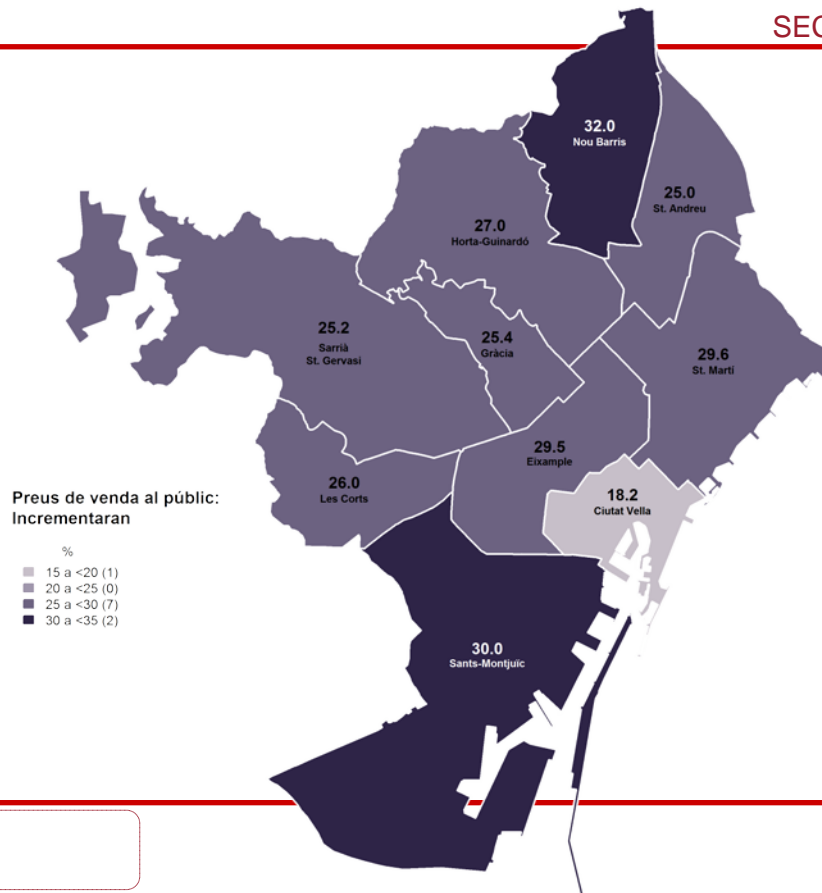 SEC
32.0
Nou Barris
25.0
St. Andreu
27.0
Horta-Guinardó
25.2
Sarrià
St. Gervasi
25.4
Gràcia
29.6
St. Martí
29.5
Eixample
26.0
Les Corts
18.2
Ciutat Vella
Preus de venda al públic:
Incrementaran
%
15 a <20 (1)
20 a <25 (0)
25 a <30 (7)
30 a <35 (2)
30.0
Sants-Montjuïc